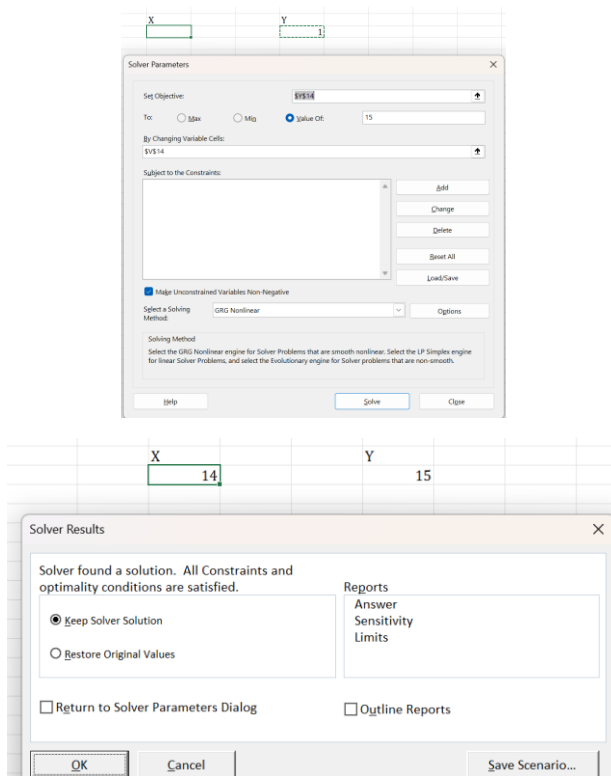 X Y
1
Solver Parameters
Set Objective: $Y$14
To: Max Min Value Of: 15
By Changing Variable Cells:
$V$14
Subject to the Constraints:
Add
Change
Delete
Reset All
Load/Save
Make Unconstrained Variables Non-Negative
Select a Solving Method: GRG Nonlinear Options
Solving Method
Select the GRG Nonlinear engine for Solver Problems that are smooth nonlinear. Select the LP Simplex engine
for linear Solver Problems, and select the Evolutionary engine for Solver problems that are non-smooth.
Help Solve Close
X Y
14 15
Solver Results
Solver found a solution. All Constraints and
optimality conditions are satisfied.
Reports
Answer
Sensitivity
Limits
Keep Solver Solution
Restore Original Values
Return to Solver Parameters Dialog
Outline Reports
OK Cancel Save Scenario...